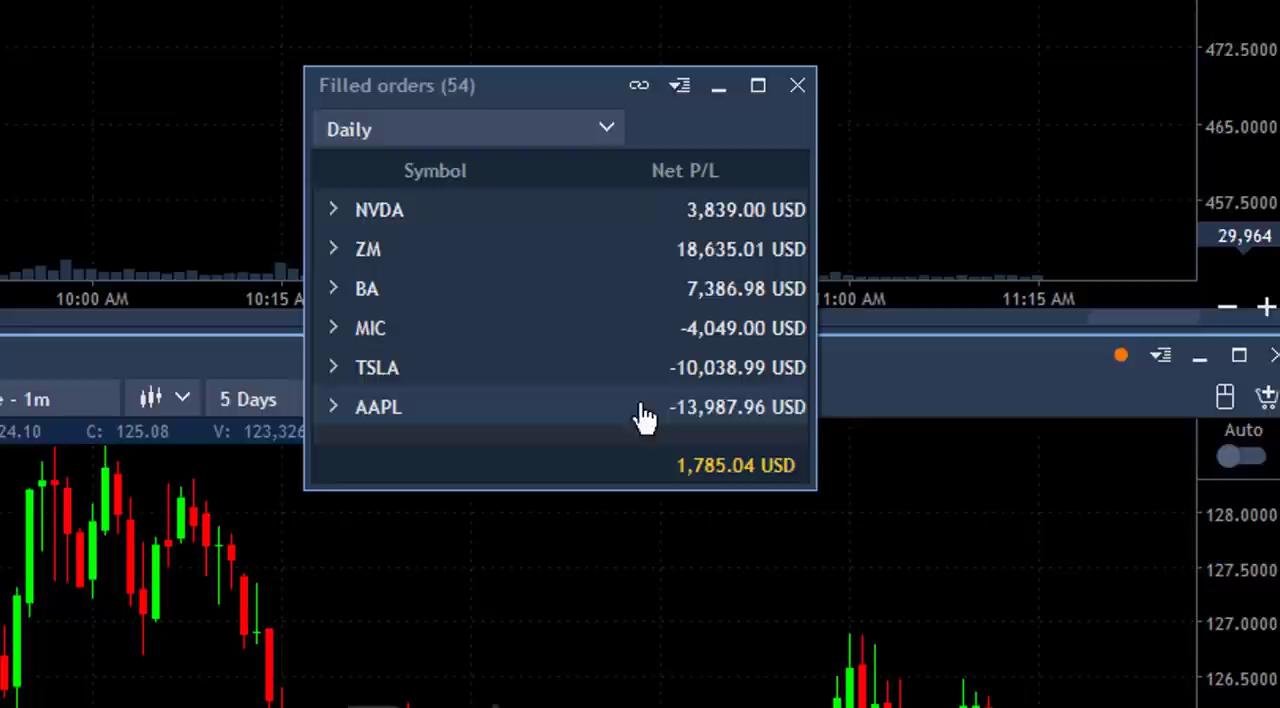 472.5000
Filled orders (54)
Daily
465.0000
Symbol Net P/L
NVDA 3,839.00 USD
457.5000
29,964
ZM 18,635.01 USD
BA 7,386.98 USD
10:00 AM 10:15 A 11:00 AM 11:15 AM
MIC -4,049.00 USD
TSLA -10,038.99 USD
- 1m 5 Days
AAPL -13,987.96 USD
24.10 C: 125.08 V: 123,326
Auto
1,785.04 USD
128.0000
127.5000
127.0000
126.5000